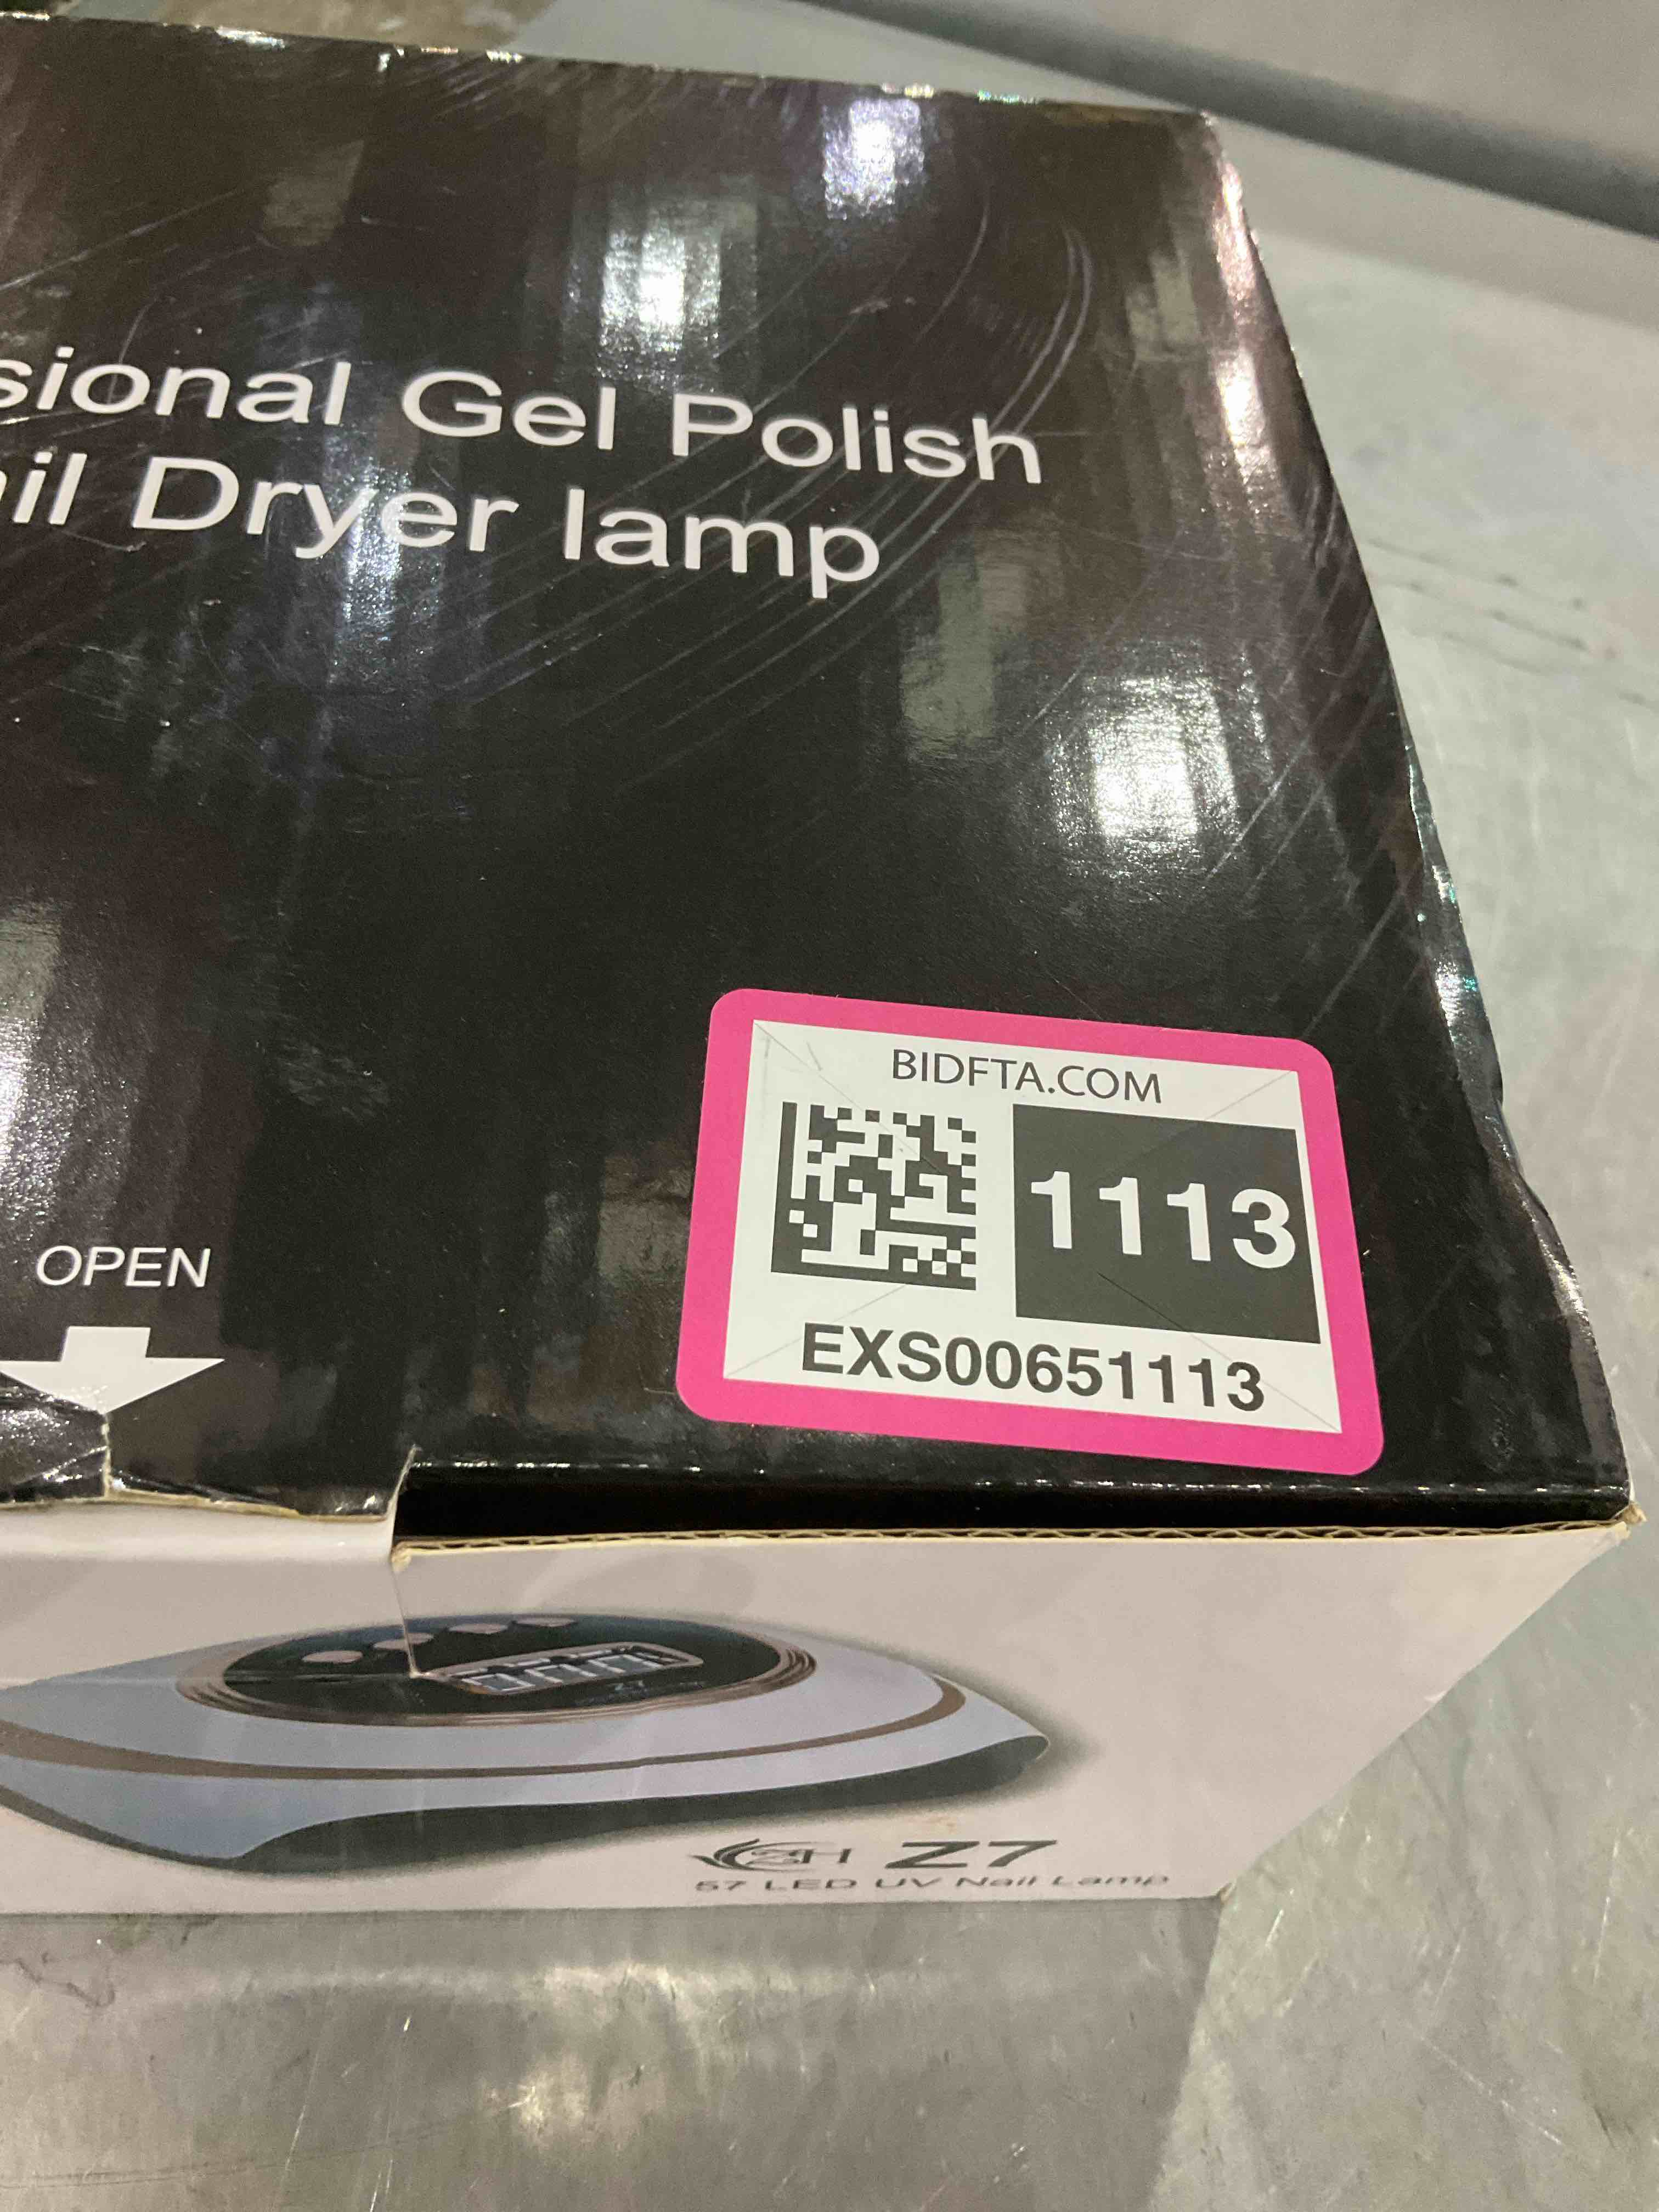 sional Gel Polish
il Dryer lamp
BIDFTA.COM
1113
EXS00651113
OPEN
Z7
57 LED UV Nail Lamp